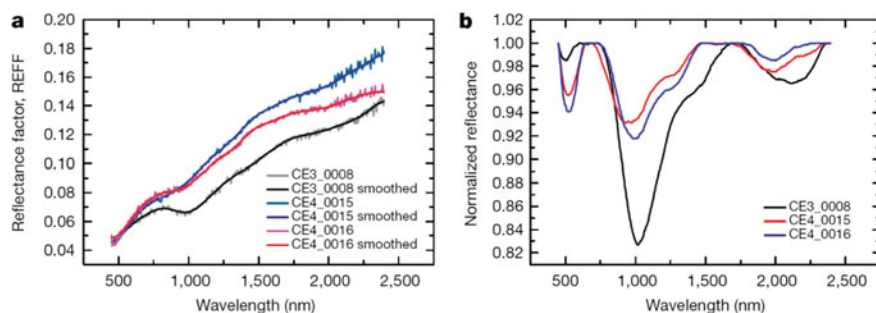 a
0.20
0.18
0.16
0.14
0.12
0.10
0.08
0.06
0.04
Reflectance factor, REFF
CE3_0008
CE3_0008 smoothed
CE4_0015
CE4_0015 smoothed
CE4_0016
CE4_0016 smoothed
500 1,000 1,500 2,000 2,500
Wavelength (nm)
b
1.02
1.00
0.98
0.96
0.94
0.92
0.90
0.88
0.86
0.84
0.82
Normalized reflectance
CE3_0008
CE4_0015
CE4_0016
500 1,000 1,500 2,000 2,500
Wavelength (nm)